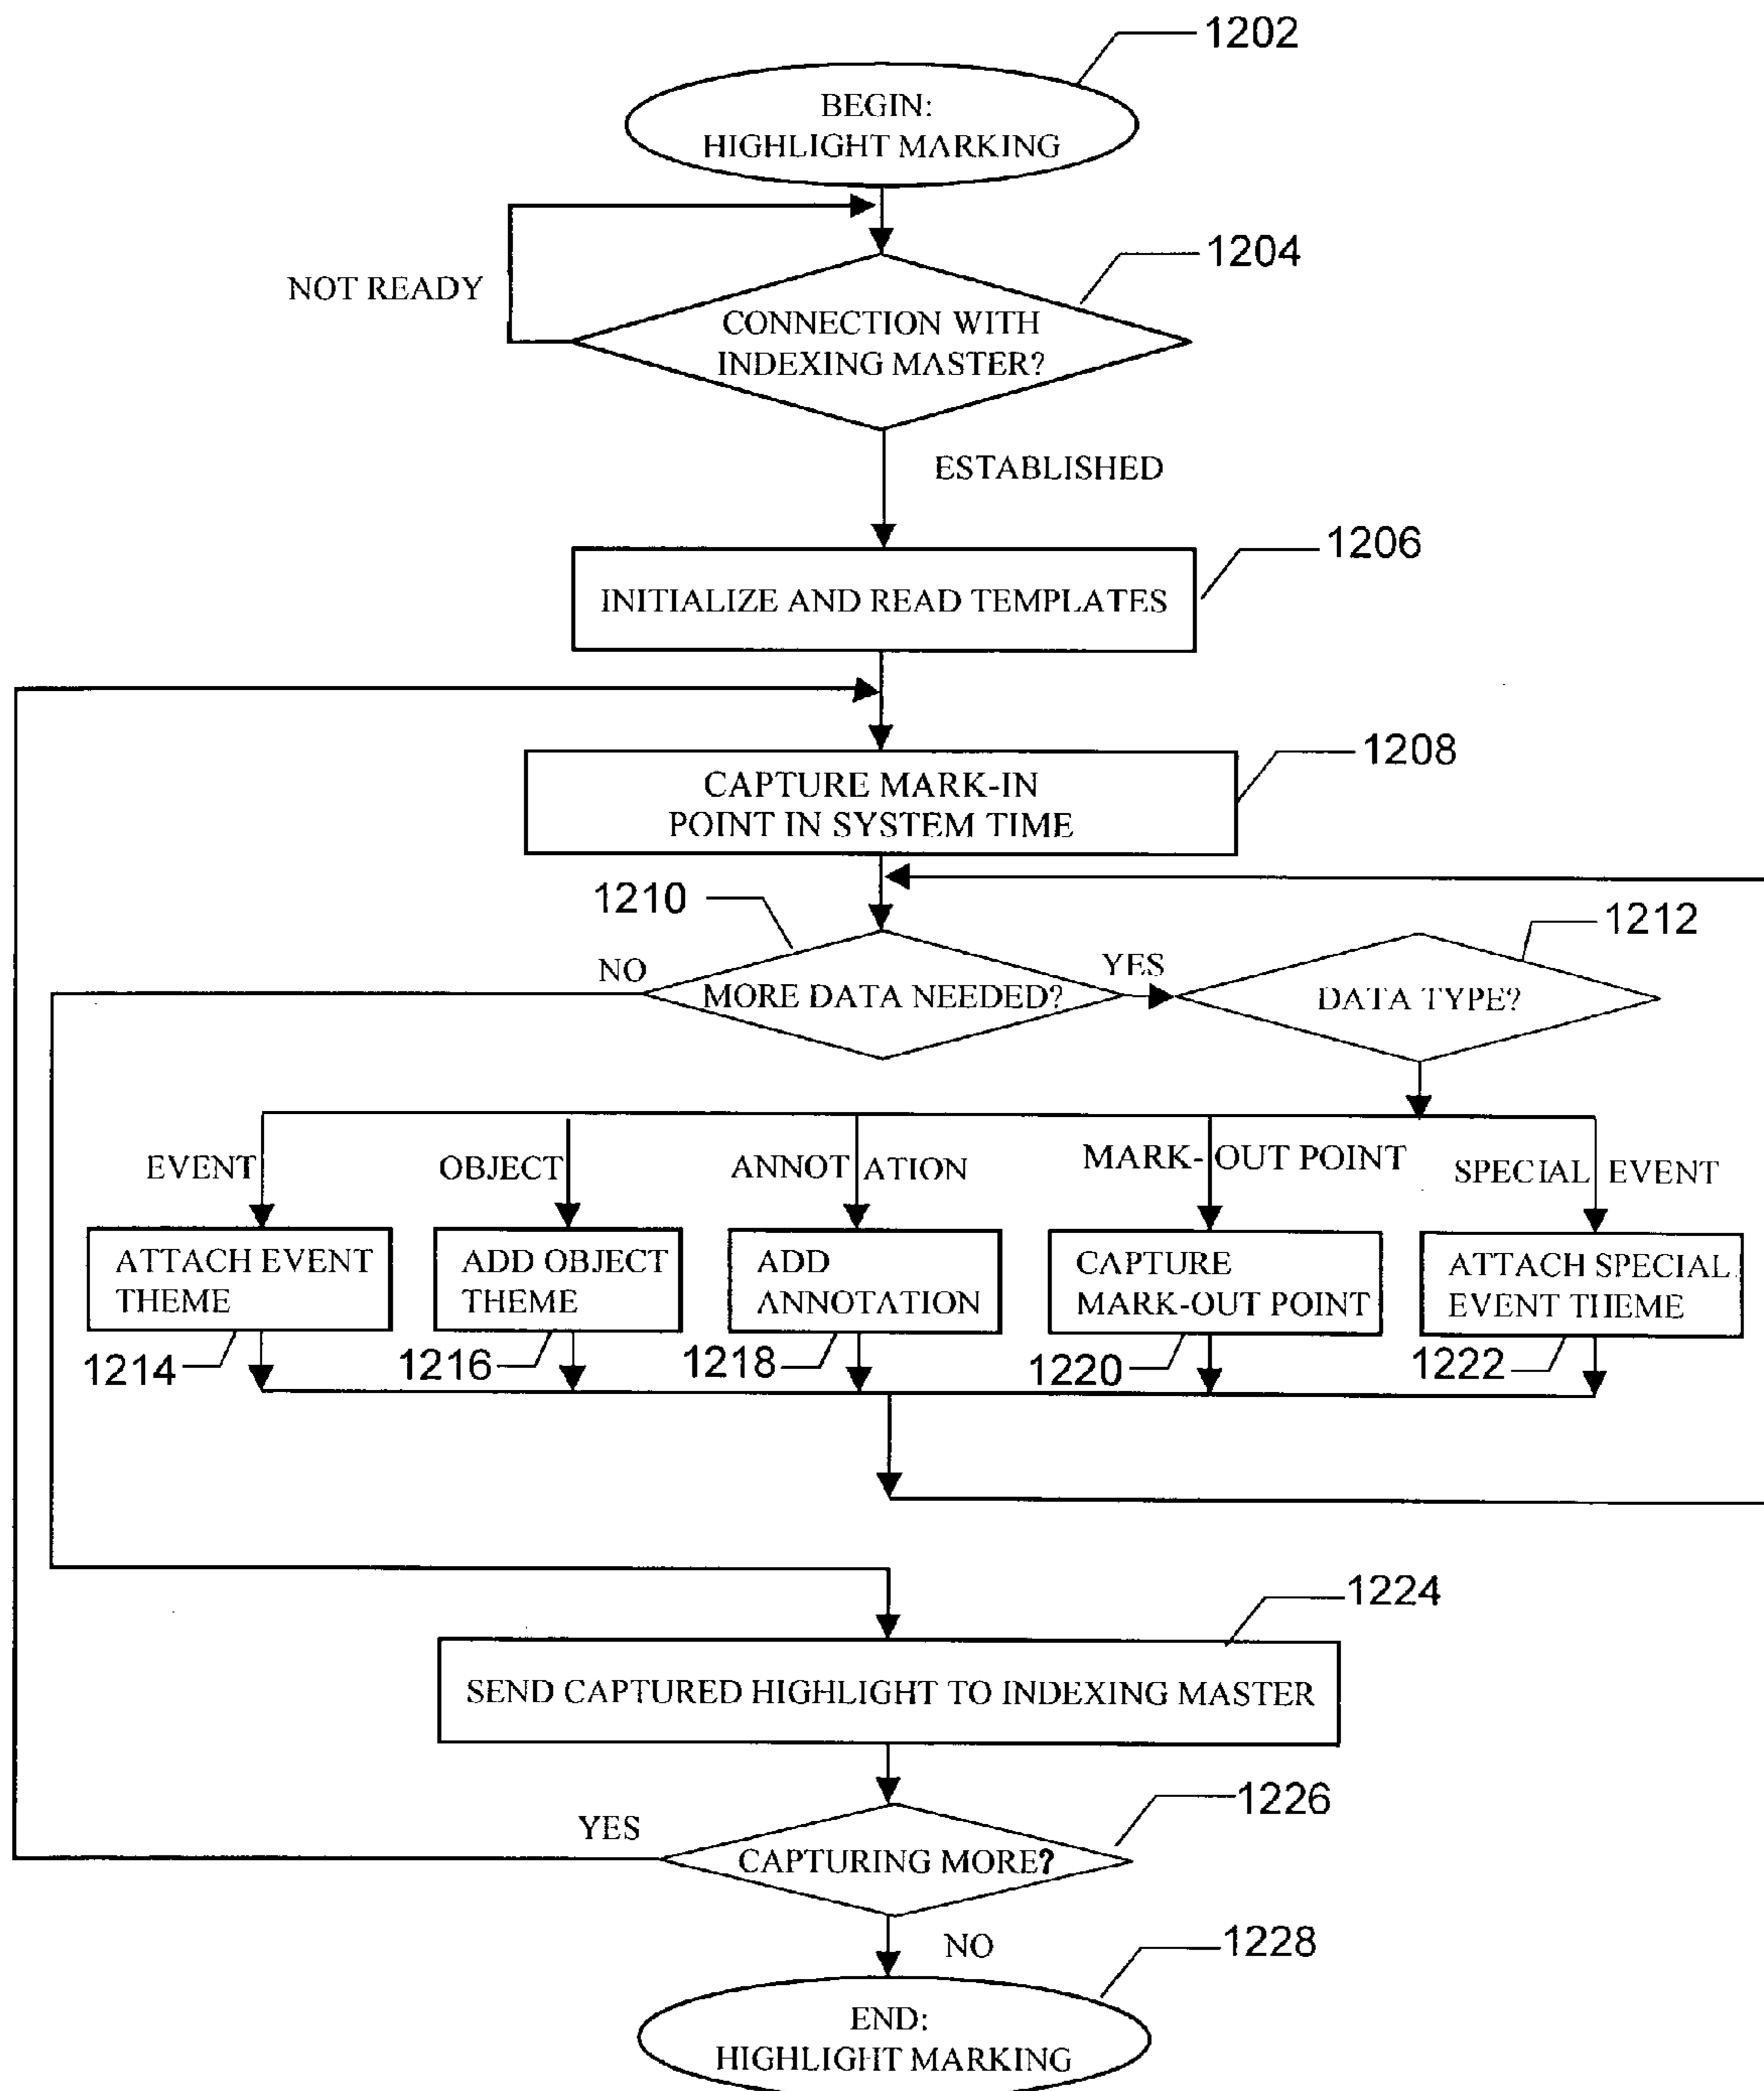 1202
BEGIN:
HIGHLIGHT MARKING
1204
NOT READY
CONNECTION WITH
INDEXING MASTER?
ESTABLISHED
1206
INITIALIZE AND READ TEMPLATES
1208
CAPTURE MARK-IN
POINT IN SYSTEM TIME
1210
1212
NO
YES
MORE DATA NEEDED?
DATA TYPE?
EVENT
OBJECT
ANNOTATION
MARK-OUT POINT
SPECIAL EVENT
ATTACH EVENT
THEME
ADD OBJECT
THEME
ADD
ANNOTATION
CAPTURE
MARK-OUT POINT
ATTACH SPECIAL
EVENT THEME
1214
1216
1218
1220
1222
1224
SEND CAPTURED HIGHLIGHT TO INDEXING MASTER
1226
YES
CAPTURING MORE?
NO
1228
END:
HIGHLIGHT MARKING